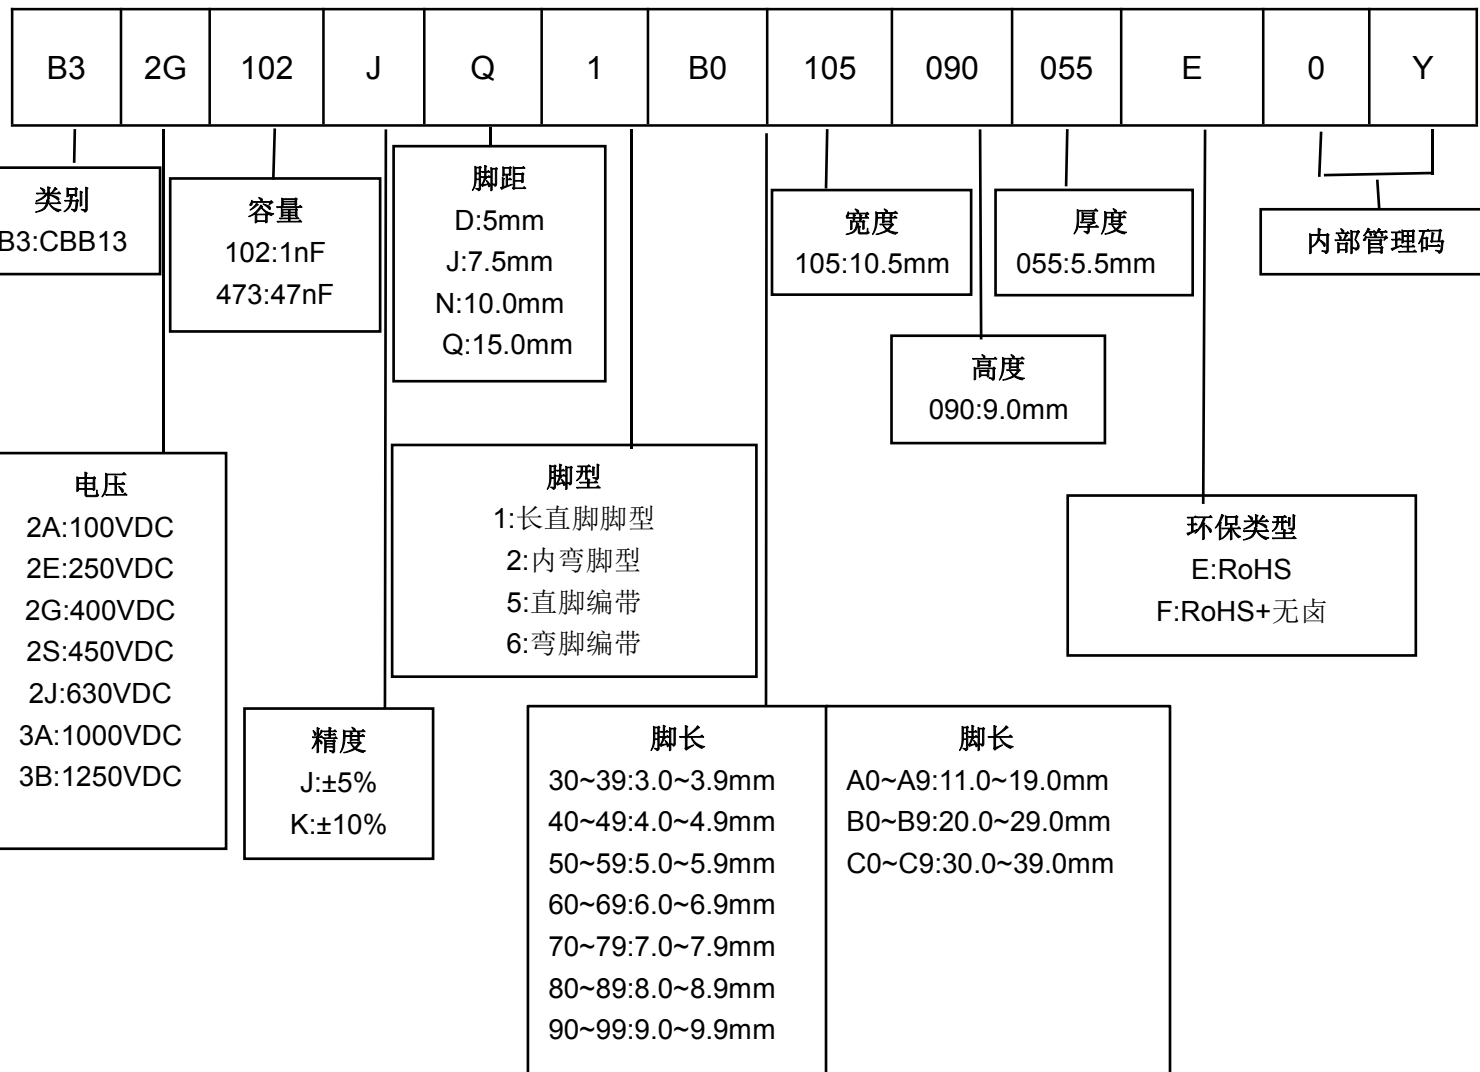 B3 2G 102 J Q 1 B0 105 090 055 E 0 Y
类别
B3:CBB13
容量
102:1nF
473:47nF
脚距
D:5mm
J:7.5mm
N:10.0mm
Q:15.0mm
宽度
105:10.5mm
厚度
055:5.5mm
内部管理码
高度
090:9.0mm
电压
2A:100VDC
2E:250VDC
2G:400VDC
2S:450VDC
2J:630VDC
3A:1000VDC
3B:1250VDC
脚型
1:长直脚脚型
2:内弯脚型
5:直脚编带
6:弯脚编带
环保类型
E:RoHS
F:RoHS+无卤
精度
J:±5%
K:±10%
脚长
30~39:3.0~3.9mm
40~49:4.0~4.9mm
50~59:5.0~5.9mm
60~69:6.0~6.9mm
70~79:7.0~7.9mm
80~89:8.0~8.9mm
90~99:9.0~9.9mm
脚长
A0~A9:11.0~19.0mm
B0~B9:20.0~29.0mm
C0~C9:30.0~39.0mm